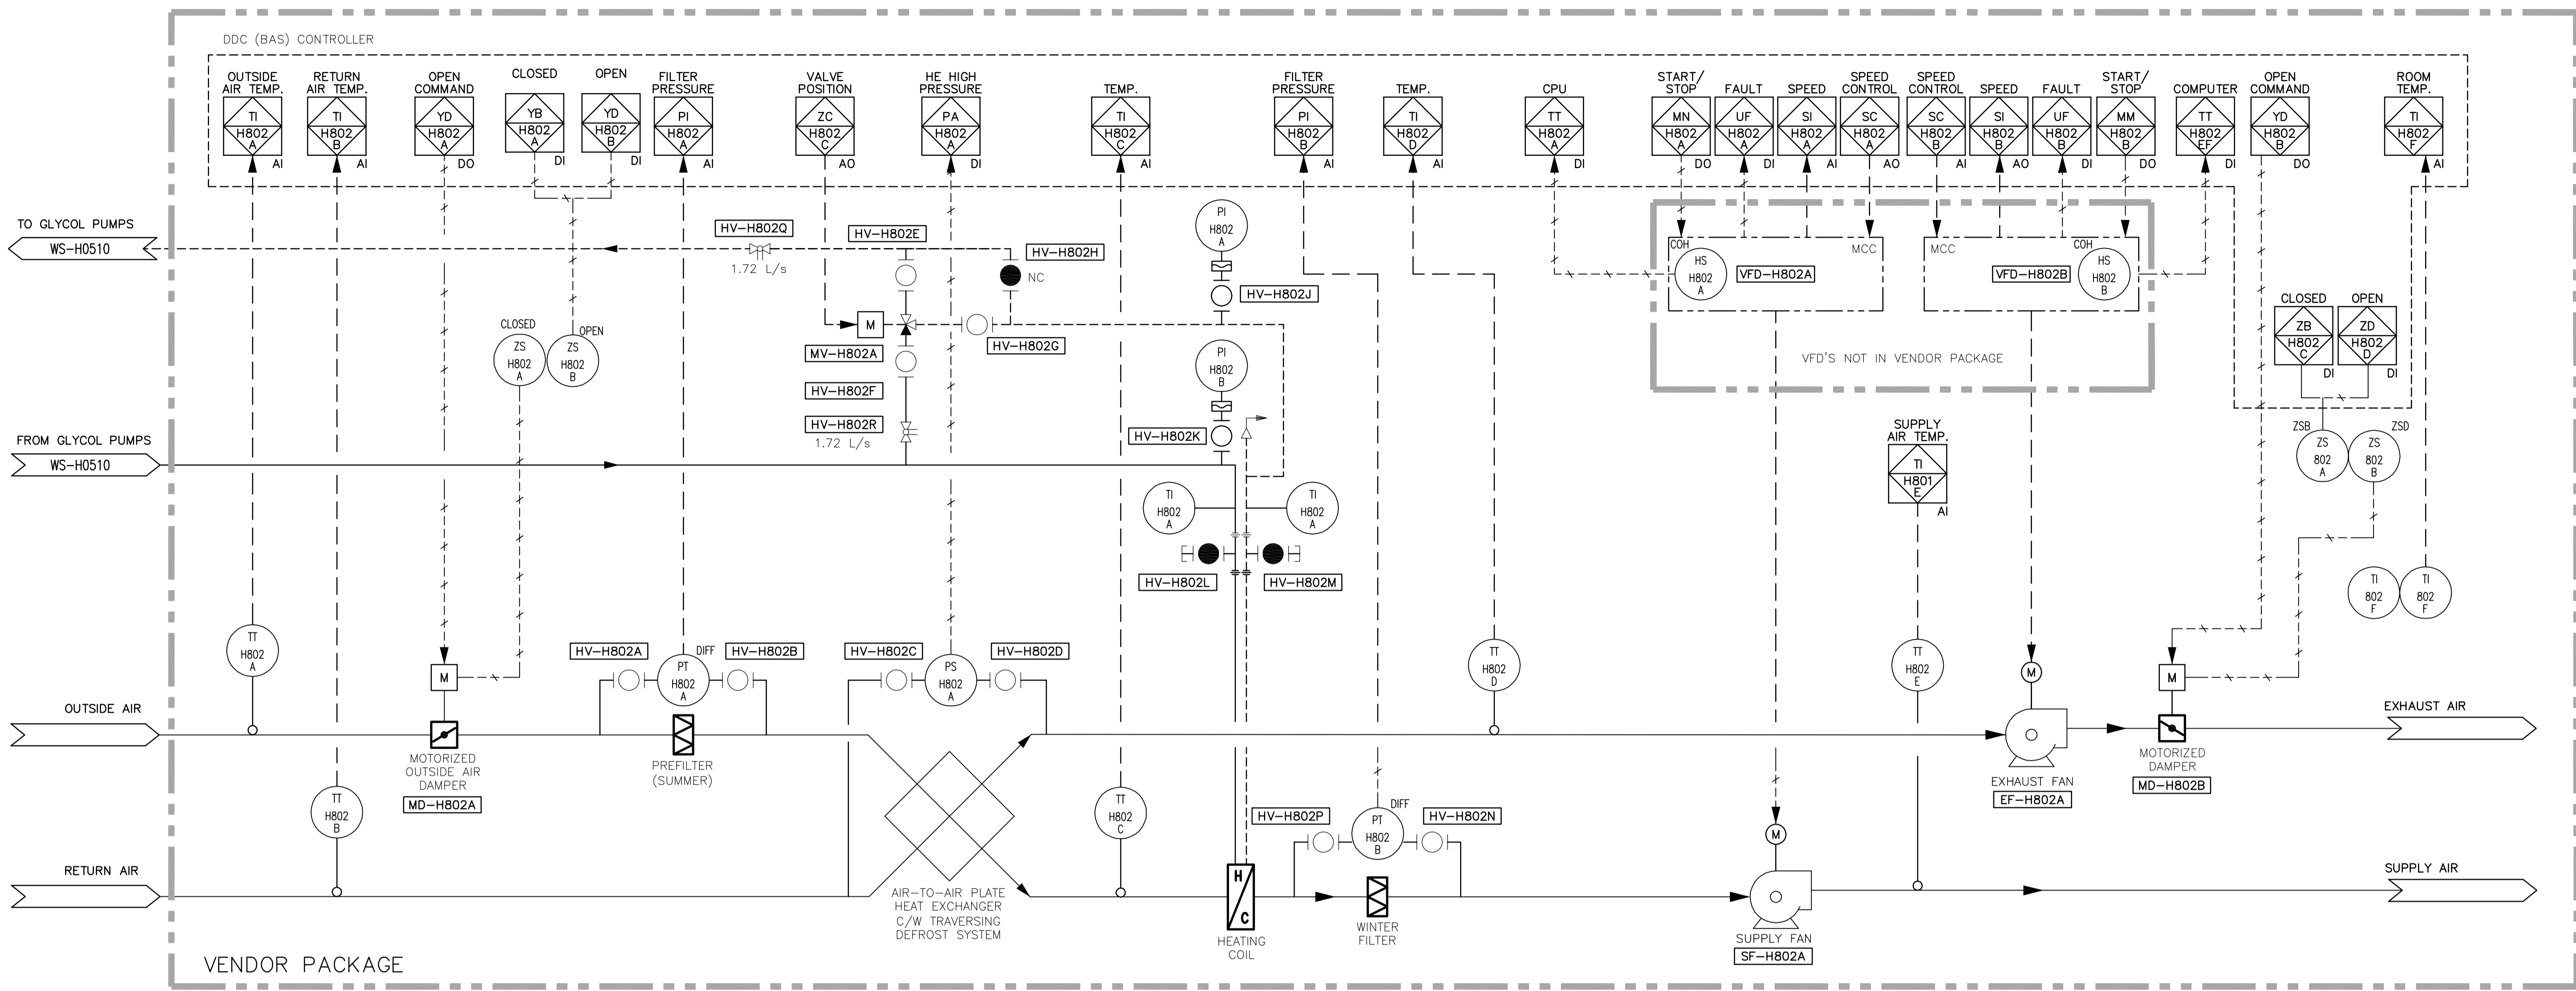 DDC (BAS) CONTROLLER
OUTSIDE
AIR TEMP.
TI
H802
A
AI
RETURN
AIR TEMP.
TI
H802
B
AI
OPEN
COMMAND
YD
H802
A
DO
CLOSED
YB
H802
A
DI
OPEN
YD
H802
B
DI
FILTER
PRESSURE
PI
H802
A
AI
VALVE
POSITION
ZC
H802
C
AO
HE HIGH
PRESSURE
PA
H802
A
DI
TEMP.
TI
H802
C
AI
FILTER
PRESSURE
PI
H802
B
AI
TEMP.
TI
H802
D
AI
CPU
TT
H802
A
DI
START/
STOP
MN
H802
A
DO
FAULT
UF
H802
A
DI
SPEED
SI
H802
A
AI
SPEED
CONTROL
SC
H802
A
AO
SPEED
CONTROL
SC
H802
B
AI
SPEED
SI
H802
B
AO
FAULT
UF
H802
B
DI
START/
STOP
MM
H802
B
DO
COMPUTER
TT
H802
EF
DI
OPEN
COMMAND
YD
H802
B
DO
ROOM
TEMP.
TI
H802
F
AI
TO GLYCOL PUMPS
WS-H0510
HV-H802Q
1.72 L/s
HV-H802E
HV-H802H
NC
PI
H802
A
HV-H802J
M
HV-H802G
MV-H802A
HV-H802F
HV-H802R
1.72 L/s
PI
H802
B
HV-H802K
COH
HS
H802
A
VFD-H802A
MCC
MCC
VFD-H802B
COH
HS
H802
B
VFD'S NOT IN VENDOR PACKAGE
CLOSED
ZB
H802
C
DI
OPEN
ZD
H802
D
DI
CLOSED
ZS
H802
A
OPEN
ZS
H802
B
FROM GLYCOL PUMPS
WS-H0510
SUPPLY
AIR TEMP.
TI
H801
E
AI
ZSB
ZS
802
A
ZSD
ZS
802
B
TI
H802
A
TI
H802
A
HV-H802L
HV-H802M
TI
802
F
TI
802
F
TT
H802
A
M
HV-H802A
PT
H802
A
DIFF
HV-H802B
HV-H802C
PS
H802
A
HV-H802D
TT
H802
D
TT
H802
E
M
M
OUTSIDE AIR
EXHAUST AIR
MOTORIZED
OUTSIDE AIR
DAMPER
MD-H802A
PREFILTER
(SUMMER)
EXHAUST FAN
EF-H802A
MOTORIZED
DAMPER
MD-H802B
TT
H802
B
TT
H802
C
HV-H802P
PT
H802
B
DIFF
HV-H802N
M
RETURN AIR
SUPPLY AIR
AIR-TO-AIR PLATE
HEAT EXCHANGER
C/W TRAVERSING
DEFROST SYSTEM
H
C
HEATING
COIL
WINTER
FILTER
SUPPLY FAN
SF-H802A
VENDOR PACKAGE